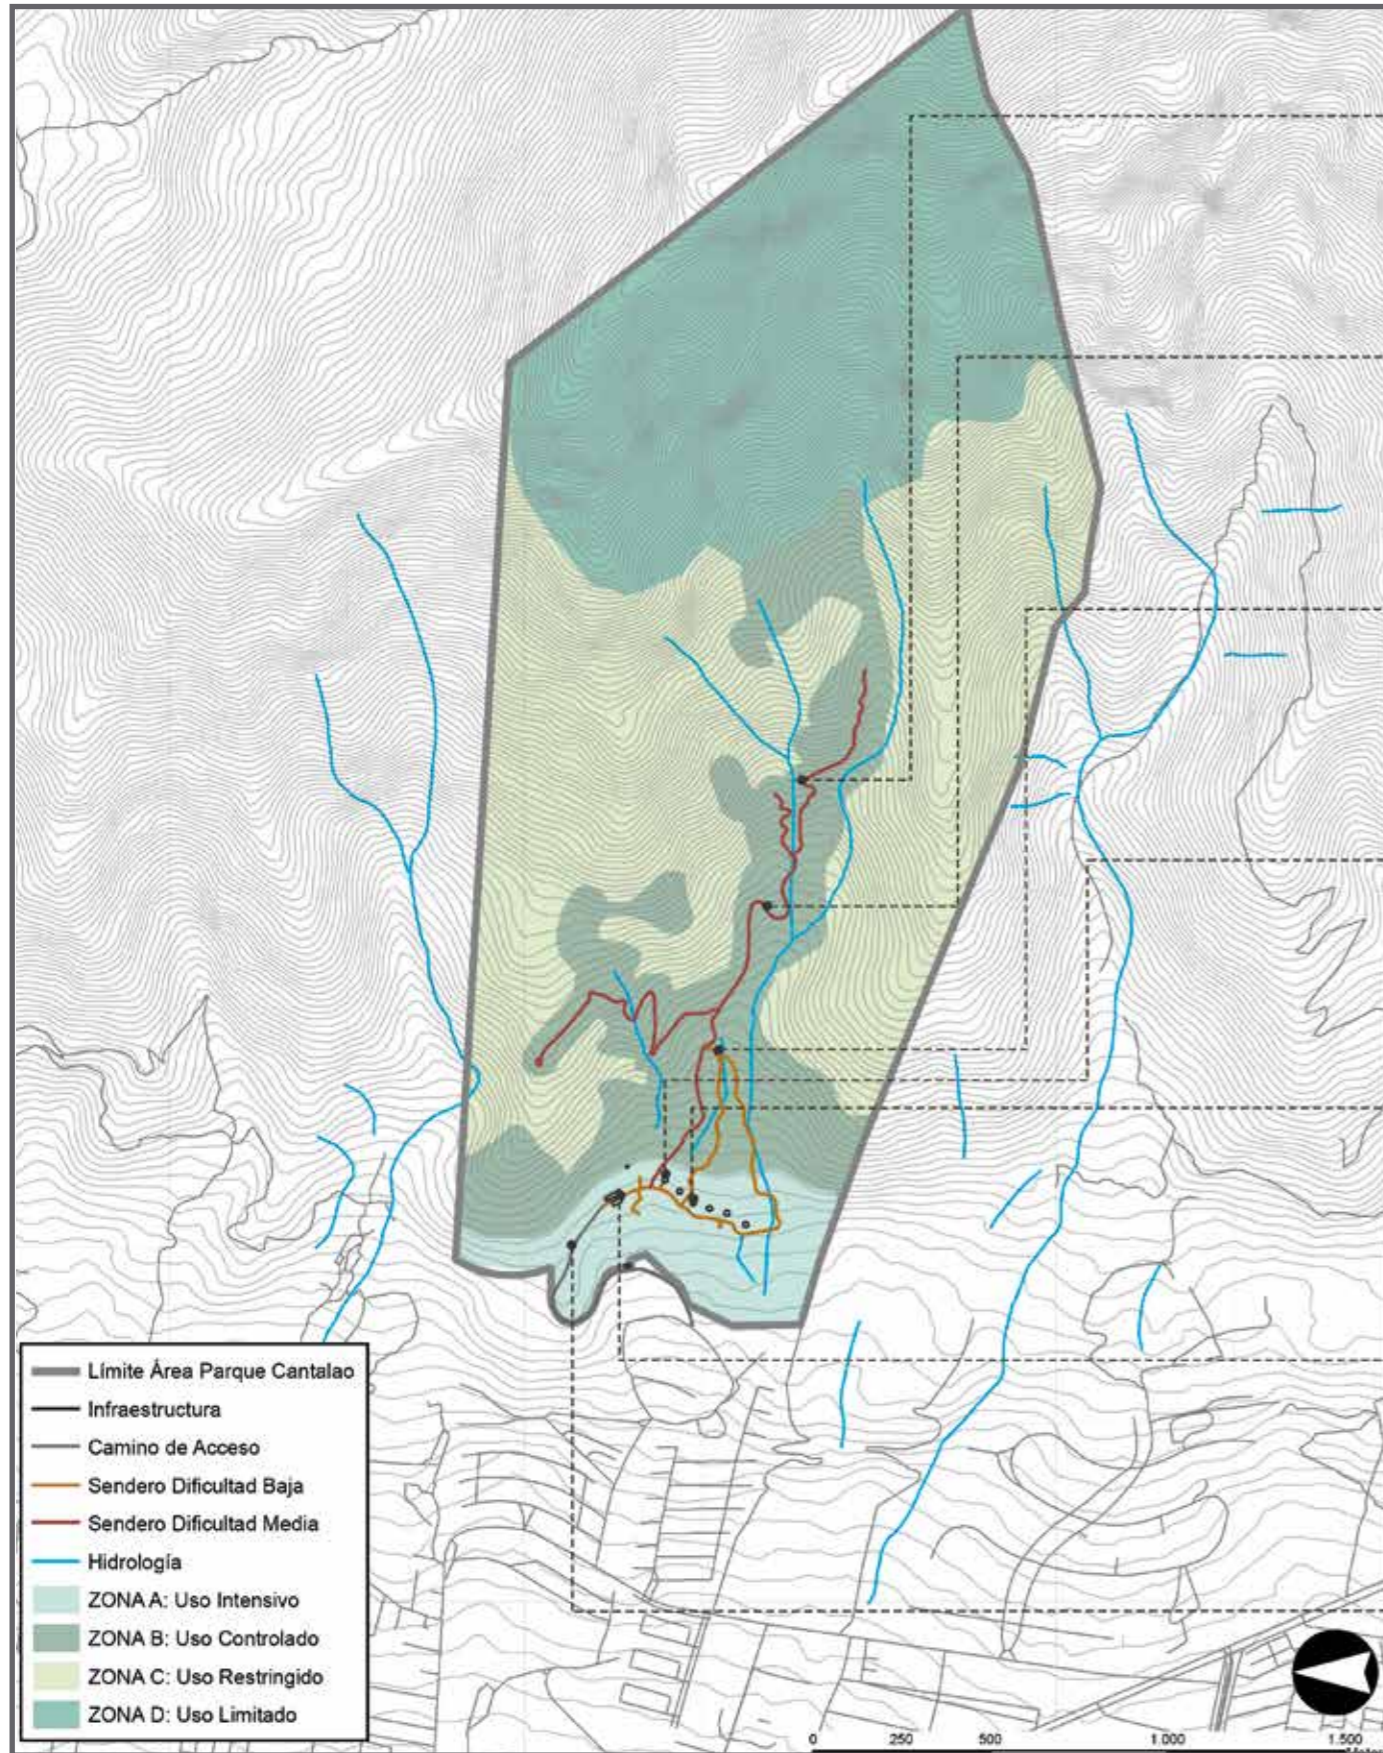 Límite Área Parque Cantalao
Infraestructura
Camino de Acceso
Sendero Dificultad Baja
Sendero Dificultad Media
Hidrología
ZONA A: Uso Intensivo
ZONA B: Uso Controlado
ZONA C: Uso Restringido
ZONA D: Uso Limitado
0 250 500 1.000 1.500